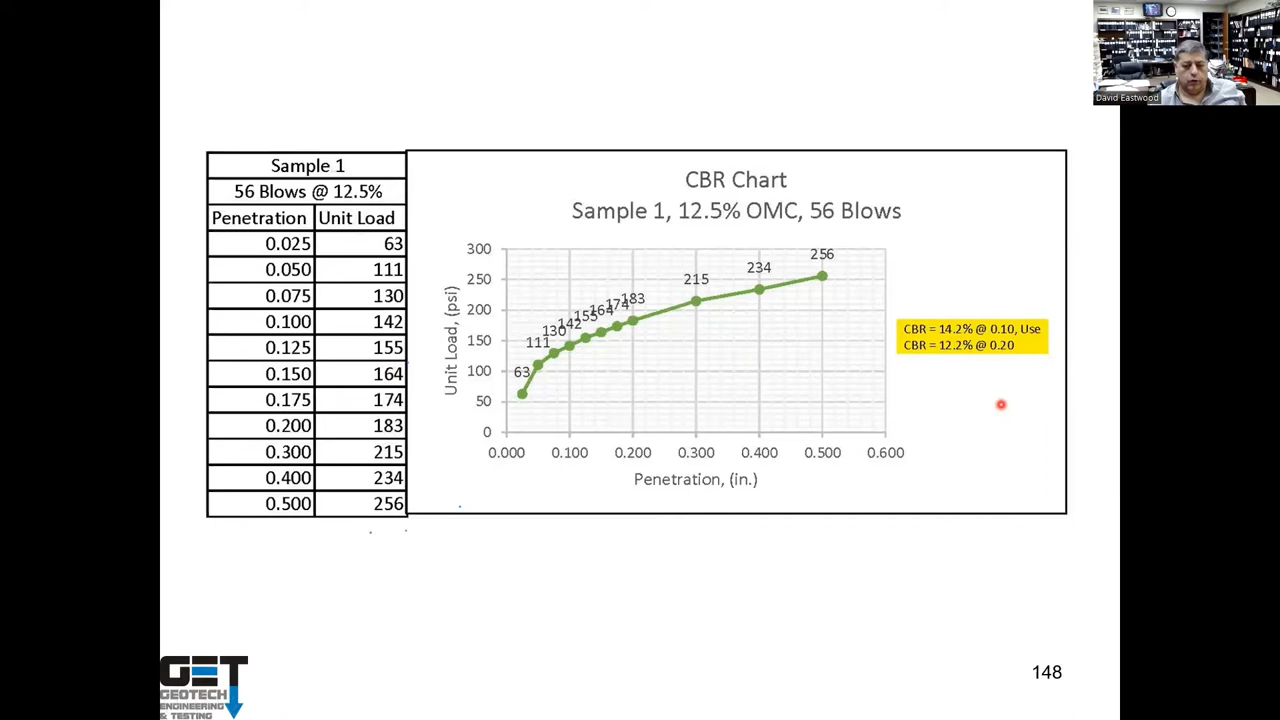 David Eastwood
Sample 1
56 Blows @ 12.5%
Penetration Unit Load
0.025 63
0.050 111
0.075 130
0.100 142
0.125 155
0.150 164
0.175 174
0.200 183
0.300 215
0.400 234
0.500 256
CBR Chart
Sample 1, 12.5% OMC, 56 Blows
Unit Load, (psi)
300
250
200
150
100
50
0
63
111
130
142
155
164
174
183
215
234
256
0.000 0.100 0.200 0.300 0.400 0.500 0.600
Penetration, (in.)
CBR = 14.2% @ 0.10, Use
CBR = 12.2% @ 0.20
GET
GEOTECH
ENGINEERING
& TESTING
148